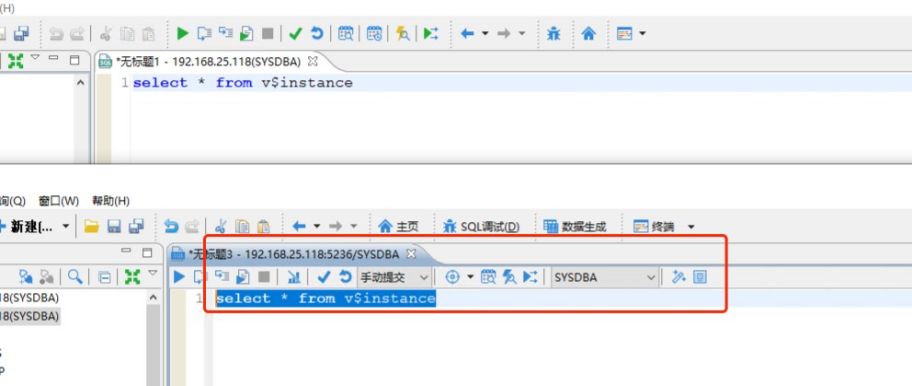 (H)
*无标题1 - 192.168.25.118(SYSDBA)
1 select * from v$instance
询(Q) 窗口(W) 帮助(H)
新建(... 主页 SQL调试(D) 数据生成 终端
*无标题3 - 192.168.25.118:5236/SYSDBA
手动提交 SYSDBA
1 select * from v$instance
18(SYSDBA)
18(SYSDBA)
P